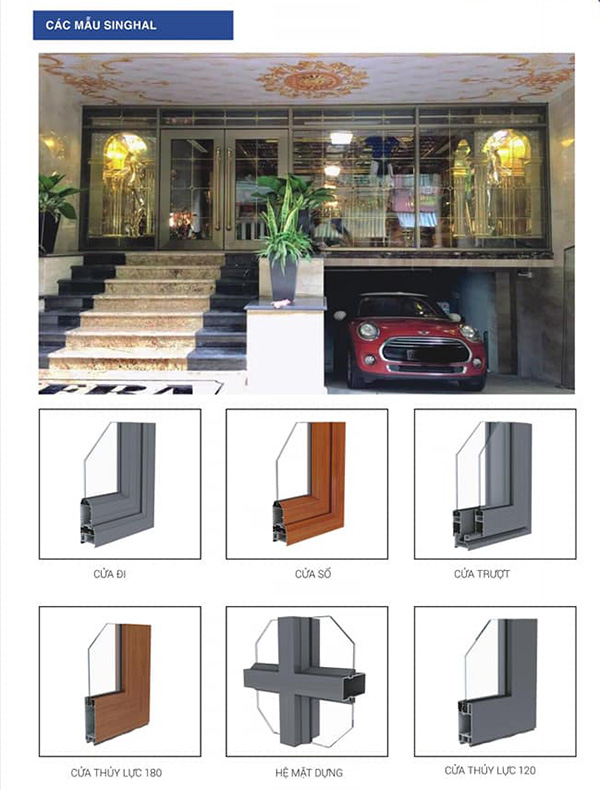 CÁC MẪU SINGHAL
CỬA ĐI
CỬA SỔ
CỬA TRƯỢT
CỬA THỦY LỰC 180
HỆ MẶT DỰNG
CỬA THỦY LỰC 120